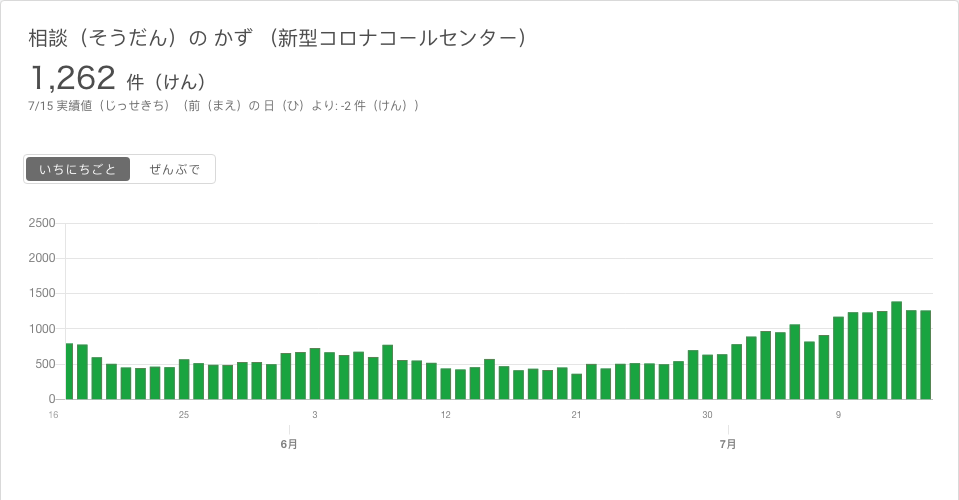 相談（そうだん）の かず （新型コロナコールセンター）
1,262 件（けん）
7/15 実績値（じっせきち）（前（まえ）の 日（ひ）より: -2 件（けん））
いちにちごと ぜんぶで
2500
2000
1500
1000
500
0
16 25 3 12 21 30 9
6月 7月